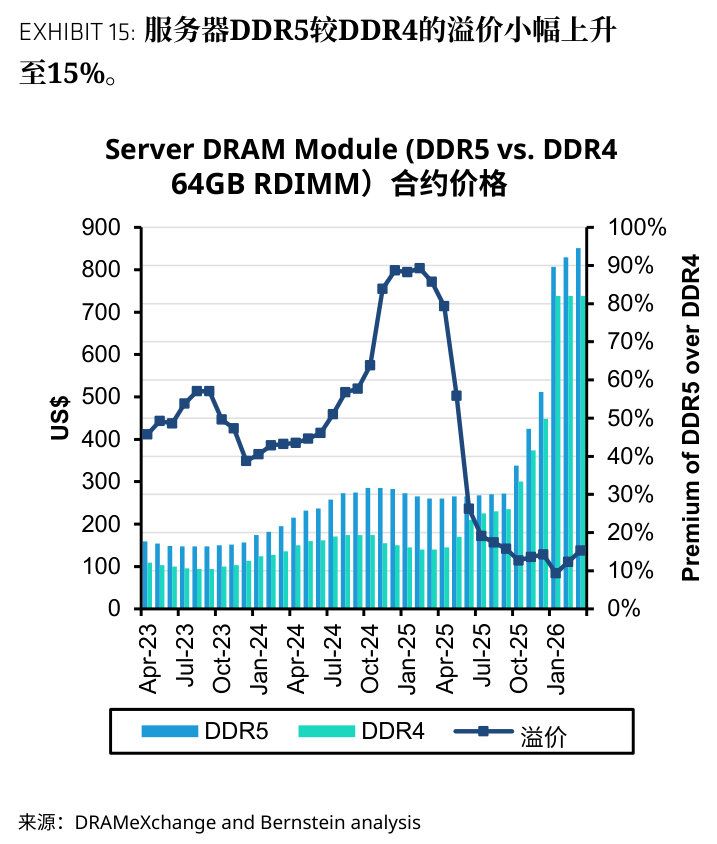 EXHIBIT 15: 服务器DDR5较DDR4的溢价小幅上升
至15%。
Server DRAM Module (DDR5 vs. DDR4
64GB RDIMM）合约价格
900
800
700
600
500
400
300
200
100
0
US$
100%
90%
80%
70%
60%
50%
40%
30%
20%
10%
0%
Premium of DDR5 over DDR4
Apr-23
Jul-23
Oct-23
Jan-24
Apr-24
Jul-24
Oct-24
Jan-25
Apr-25
Jul-25
Oct-25
Jan-26
DDR5
DDR4
溢价
来源：DRAMeXchange and Bernstein analysis